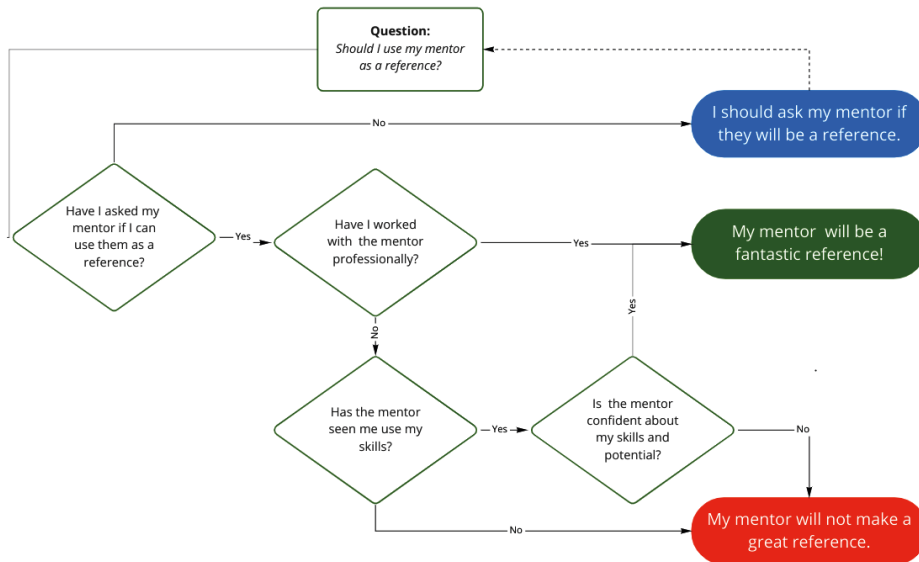 Question:
Should I use my mentor
as a reference?
I should ask my mentor if
they will be a reference.
No
Have I asked my
mentor if I can
use them as a
reference?
Yes
Have I worked
with the mentor
professionally?
Yes
My mentor will be a
fantastic reference!
No
Yes
Has the mentor
seen me use my
skills?
Yes
Is the mentor
confident about
my skills and
potential?
No
No
My mentor will not make a
great reference.